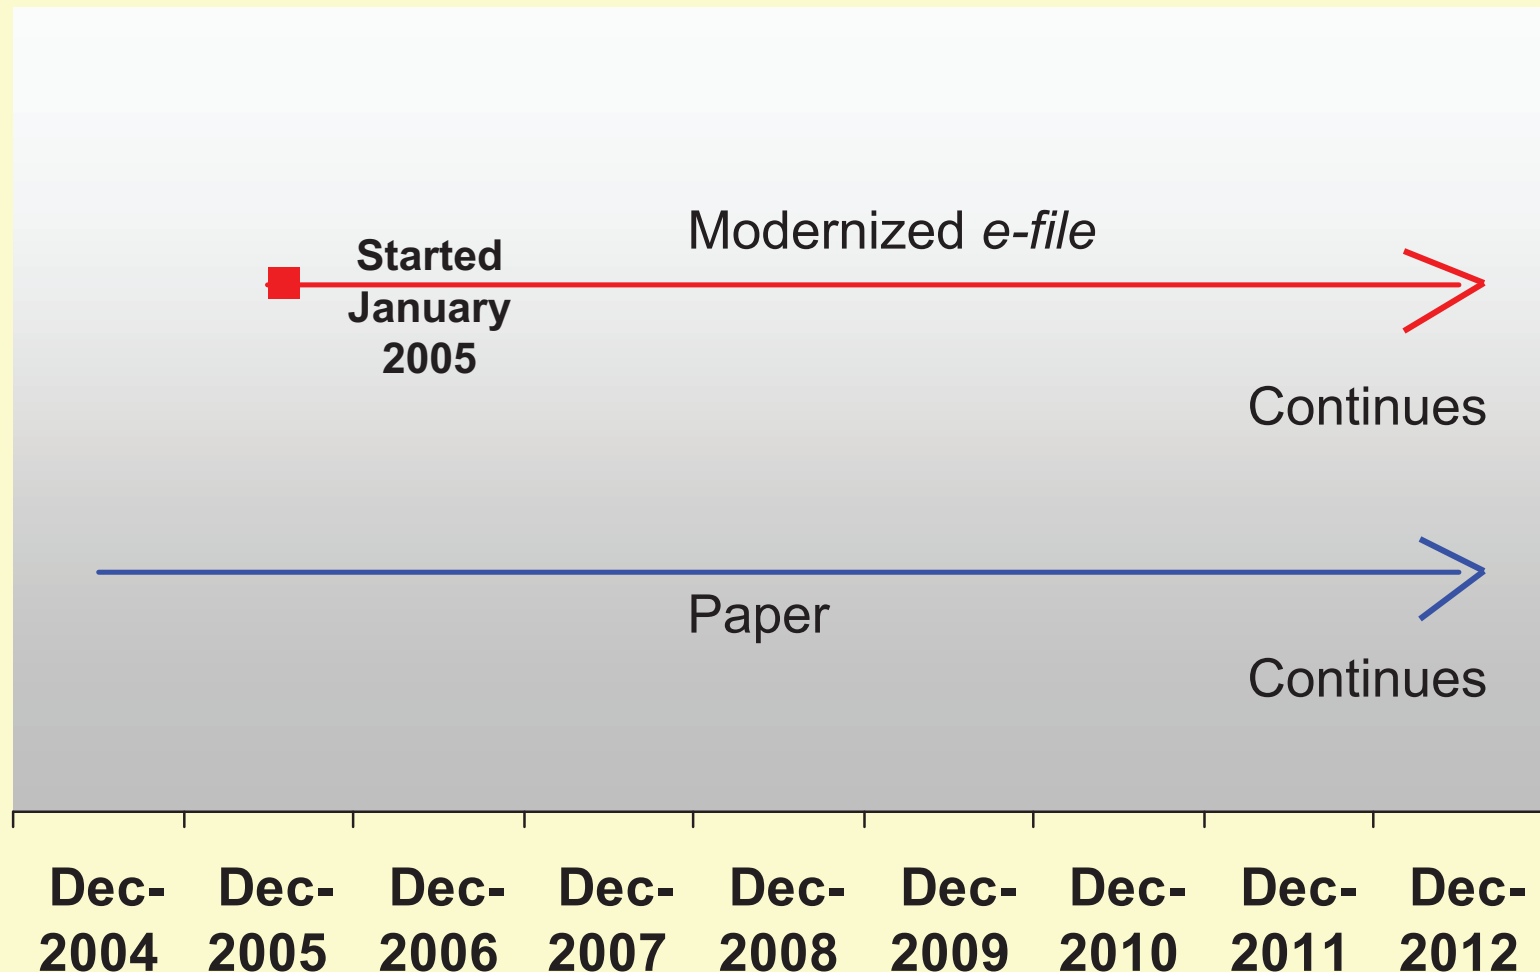 Modernized e-file
Started
January
2005
Continues
Paper
Continues
Dec- Dec- Dec- Dec- Dec- Dec- Dec- Dec- Dec-
2004 2005 2006 2007 2008 2009 2010 2011 2012